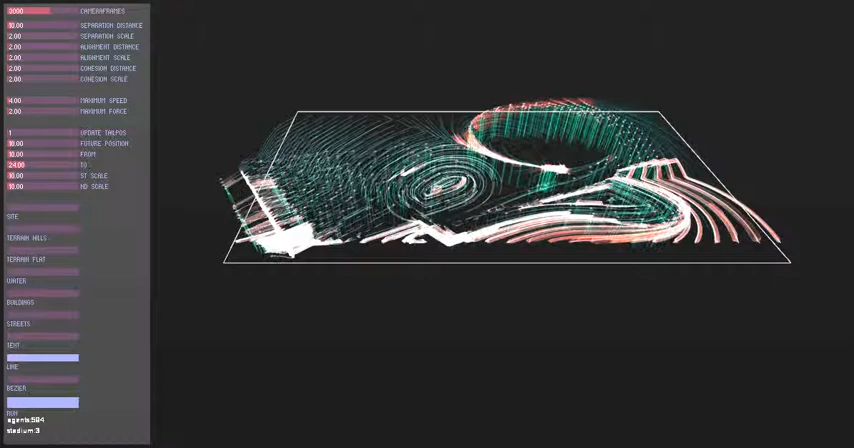 3000 CAMERAFRAMES
10.00 SEPARATION DISTANCE
2.00 SEPARATION SCALE
2.00 ALIGNMENT DISTANCE
2.00 ALIGNMENT SCALE
2.00 COHESION DISTANCE
2.00 COHESION SCALE
4.00 MAXIMUM SPEED
2.00 MAXIMUM FORCE
1 UPDATE TAILPOS
10.00 FUTURE POSITION
10.00 FROM
24.00 TO
10.00 ST SCALE
10.00 HD SCALE
SITE
TERRAIN HILLS
TERRAIN FLAT
WATER
BUILDINGS
STREETS
TEXT
LINE
BEZIER
RUN
agents:594
stadium:3